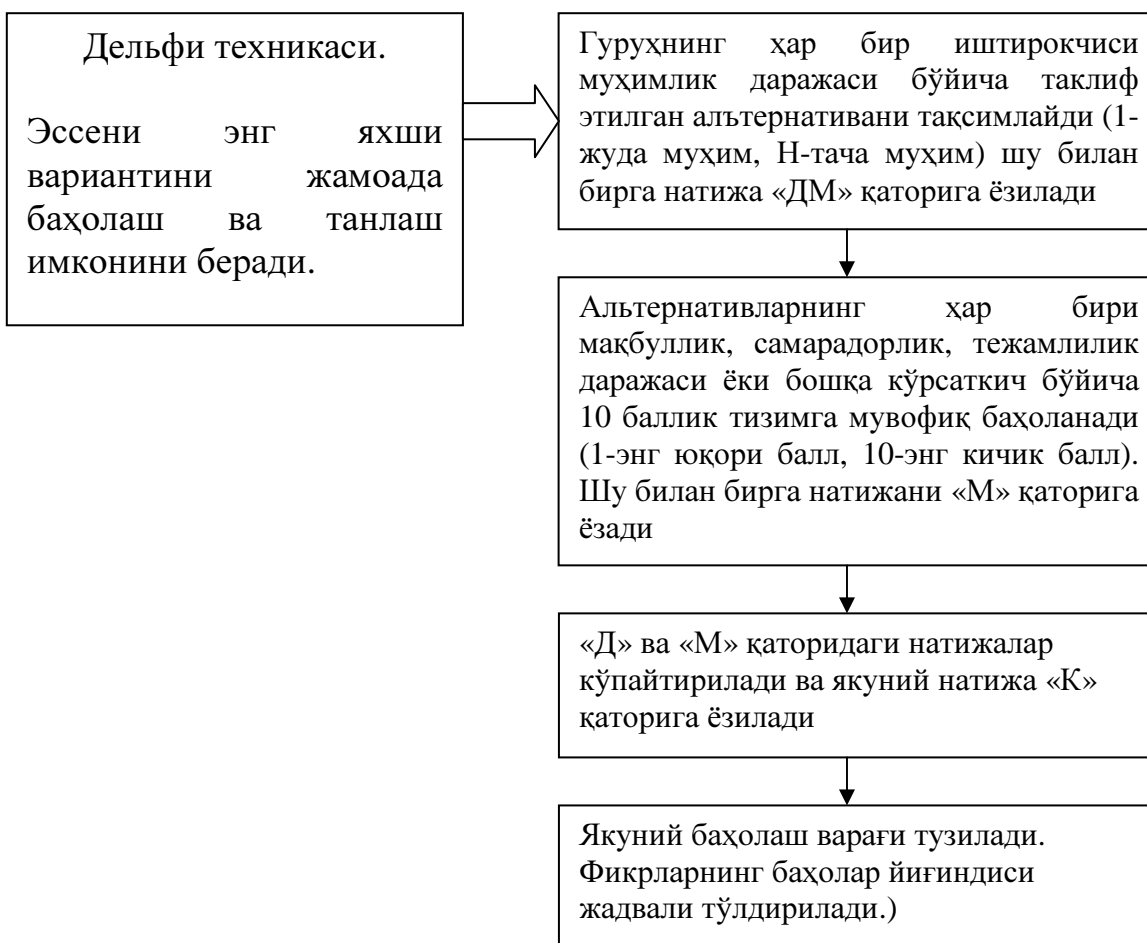 Дельфи техникаси.
Эссени энг яхши
вариантини жамоада
баҳолаш ва танлаш
имконини беради.
Гуруҳнинг ҳар бир иштирокчиси
муҳимлик даражаси бўйича таклиф
этилган алътернативани тақсимлайди (1-
жуда муҳим, Н-тача муҳим) шу билан
бирга натижа «ДМ» қаторига ёзилади
Альтернативларнинг ҳар бири
мақбуллик, самарадорлик, тежамлилик
даражаси ёки бошқа кўрсаткич бўйича
10 баллик тизимга мувофиқ баҳоланади
(1-энг юқори балл, 10-энг кичик балл).
Шу билан бирга натижани «М» қаторига
ёзади
«Д» ва «М» қаторидаги натижалар
кўпайтирилади ва якуний натижа «К»
қаторига ёзилади
Якуний баҳолаш варағи тузилади.
Фикрларнинг баҳолар йиғиндиси
жадвали тўлдирилади.)